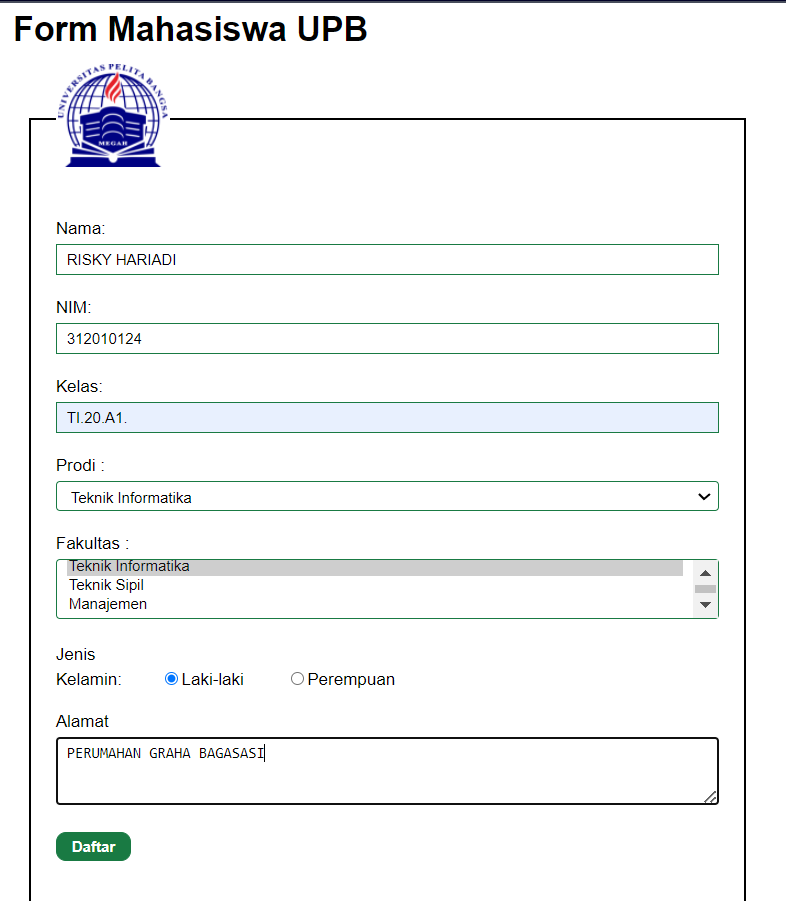 Form Mahasiswa UPB
UNIVERSITAS PELITA BANGSA
MEGAH
Nama:
RISKY HARIADI
NIM:
312010124
Kelas:
TI.20.A1.
Prodi :
Teknik Informatika
Fakultas :
Teknik Informatika
Teknik Sipil
Manajemen
Jenis
Kelamin: Laki-laki Perempuan
Alamat
PERUMAHAN GRAHA BAGASASI
Daftar